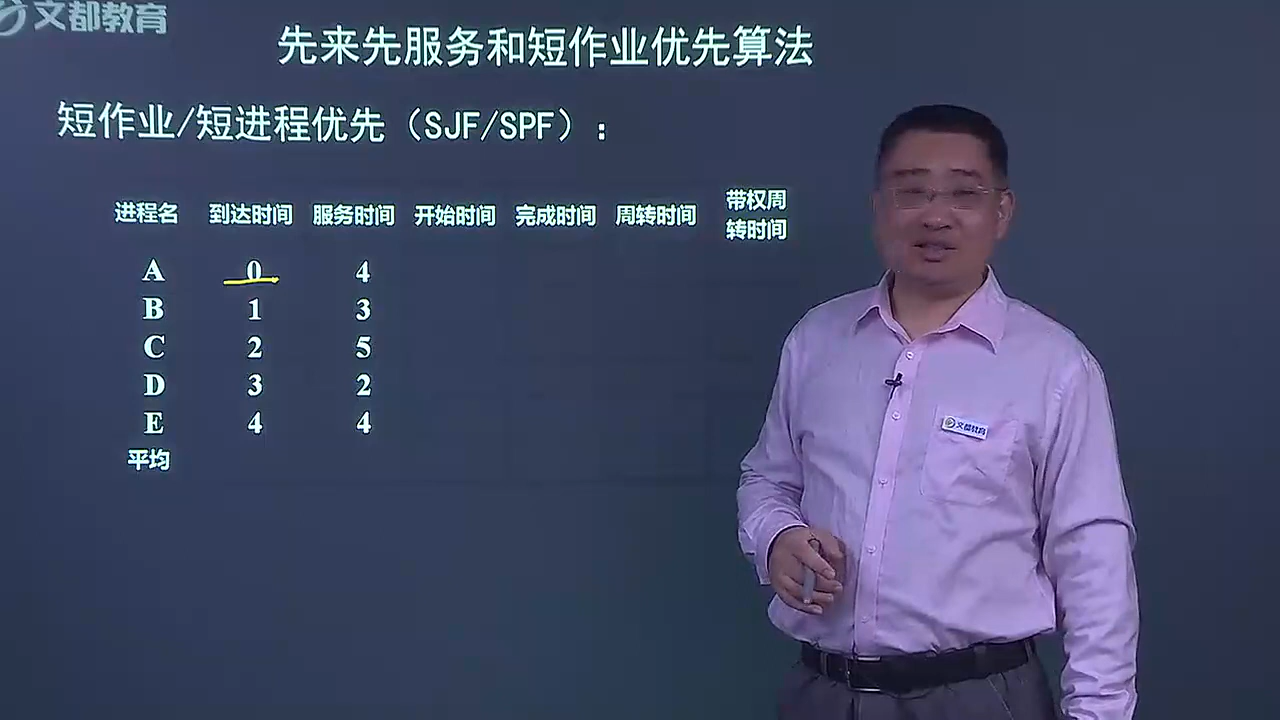 文都教育
先来先服务和短作业优先算法
短作业/短进程优先（SJF/SPF）：
进程名 到达时间 服务时间 开始时间 完成时间 周转时间 带权周转时间
A 0 4
B 1 3
C 2 5
D 3 2
E 4 4
平均
文都教育